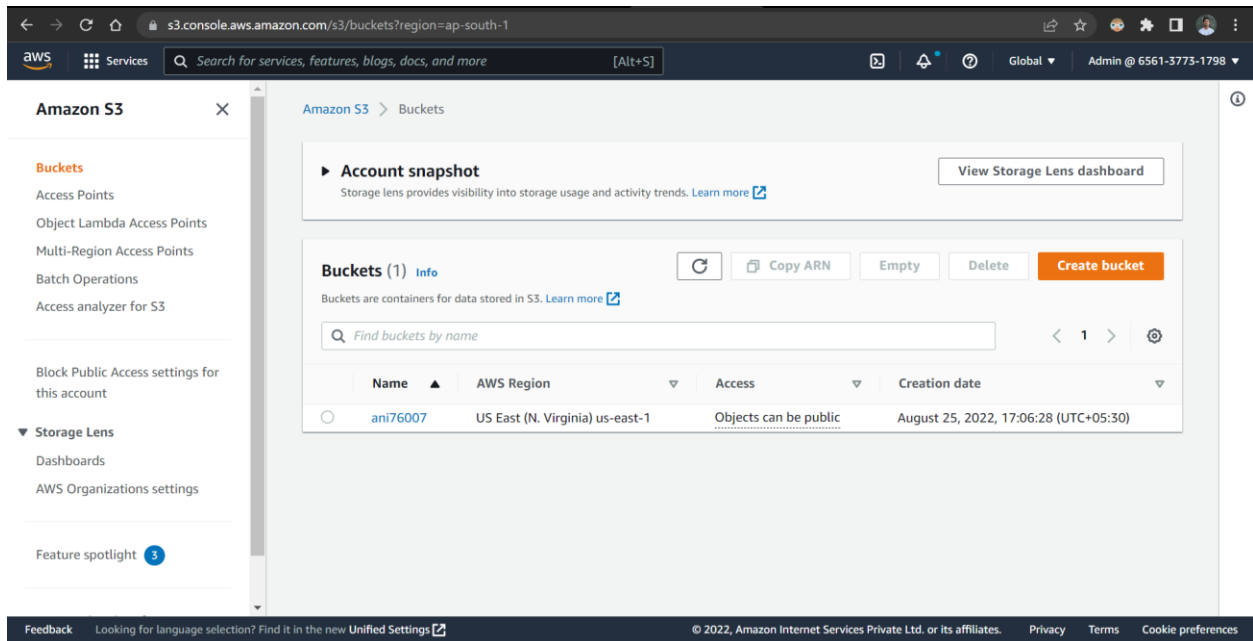 s3.console.aws.amazon.com/s3/buckets?region=ap-south-1
aws Services Search for services, features, blogs, docs, and more [Alt+S] Global Admin @ 6561-3773-1798
Amazon S3
Buckets
Access Points
Object Lambda Access Points
Multi-Region Access Points
Batch Operations
Access analyzer for S3
Block Public Access settings for
this account
Storage Lens
Dashboards
AWS Organizations settings
Feature spotlight 3
Amazon S3 > Buckets
Account snapshot
Storage lens provides visibility into storage usage and activity trends. Learn more
View Storage Lens dashboard
Buckets (1) Info
Copy ARN Empty Delete Create bucket
Buckets are containers for data stored in S3. Learn more
Find buckets by name
1
Name AWS Region Access Creation date
ani76007 US East (N. Virginia) us-east-1 Objects can be public August 25, 2022, 17:06:28 (UTC+05:30)
Feedback Looking for language selection? Find it in the new Unified Settings © 2022, Amazon Internet Services Private Ltd. or its affiliates. Privacy Terms Cookie preferences